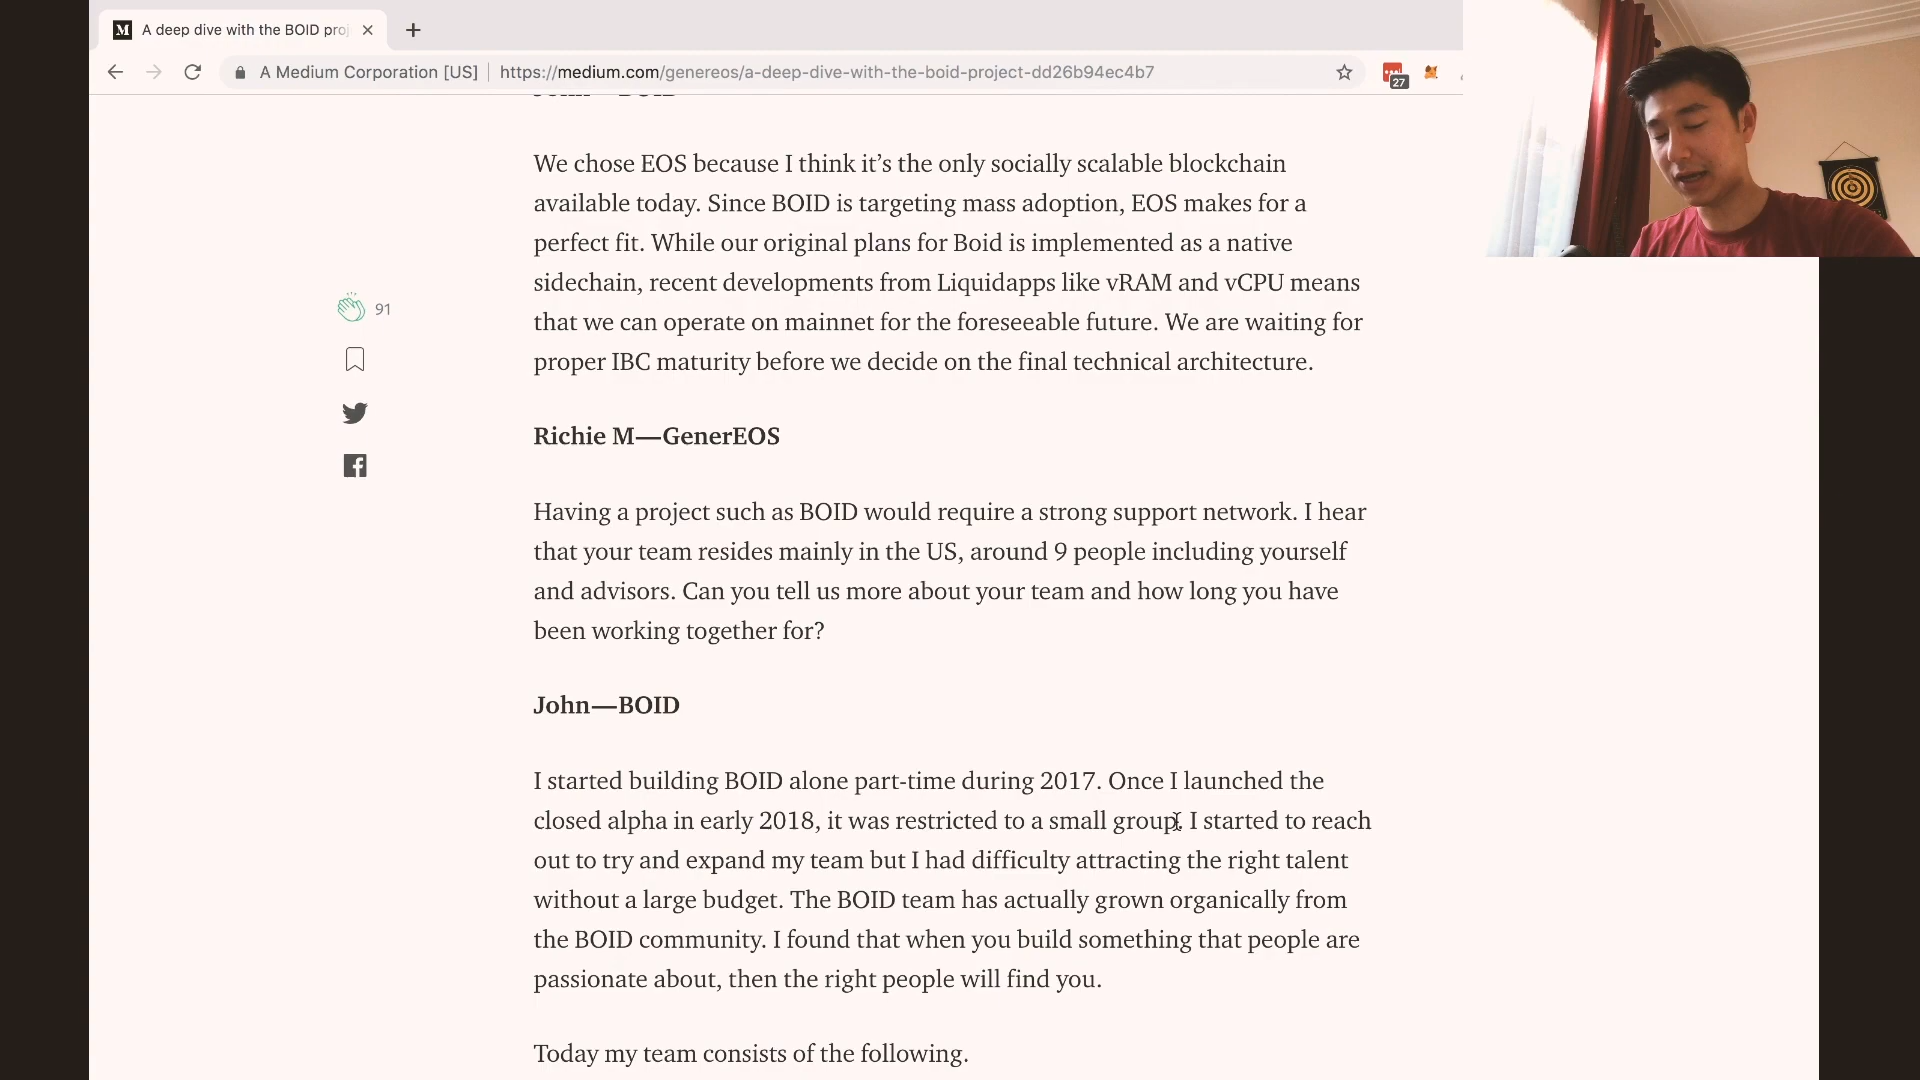 A deep dive with the BOID proj
A Medium Corporation [US] https://medium.com/genereos/a-deep-dive-with-the-boid-project-dd26b94ec4b7
27
John—BOID
We chose EOS because I think it’s the only socially scalable blockchain
available today. Since BOID is targeting mass adoption, EOS makes for a
perfect fit. While our original plans for Boid is implemented as a native
sidechain, recent developments from Liquidapps like vRAM and vCPU means
that we can operate on mainnet for the foreseeable future. We are waiting for
proper IBC maturity before we decide on the final technical architecture.
91
Richie M—GenerEOS
Having a project such as BOID would require a strong support network. I hear
that your team resides mainly in the US, around 9 people including yourself
and advisors. Can you tell us more about your team and how long you have
been working together for?
John—BOID
I started building BOID alone part-time during 2017. Once I launched the
closed alpha in early 2018, it was restricted to a small group. I started to reach
out to try and expand my team but I had difficulty attracting the right talent
without a large budget. The BOID team has actually grown organically from
the BOID community. I found that when you build something that people are
passionate about, then the right people will find you.
Today my team consists of the following.